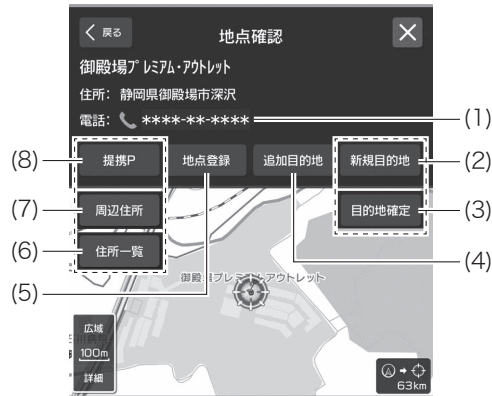 戻る
地点確認
御殿場プレミアム・アウトレット
住所： 静岡県御殿場市深沢
電話： ****-**-****
(1)
(8)
提携P
地点登録
追加目的地
新規目的地
(2)
(7)
周辺住所
目的地確定
(3)
(6)
住所一覧
(4)
(5)
御殿場プレミアム・アウトレット
広域
100m
詳細
63km